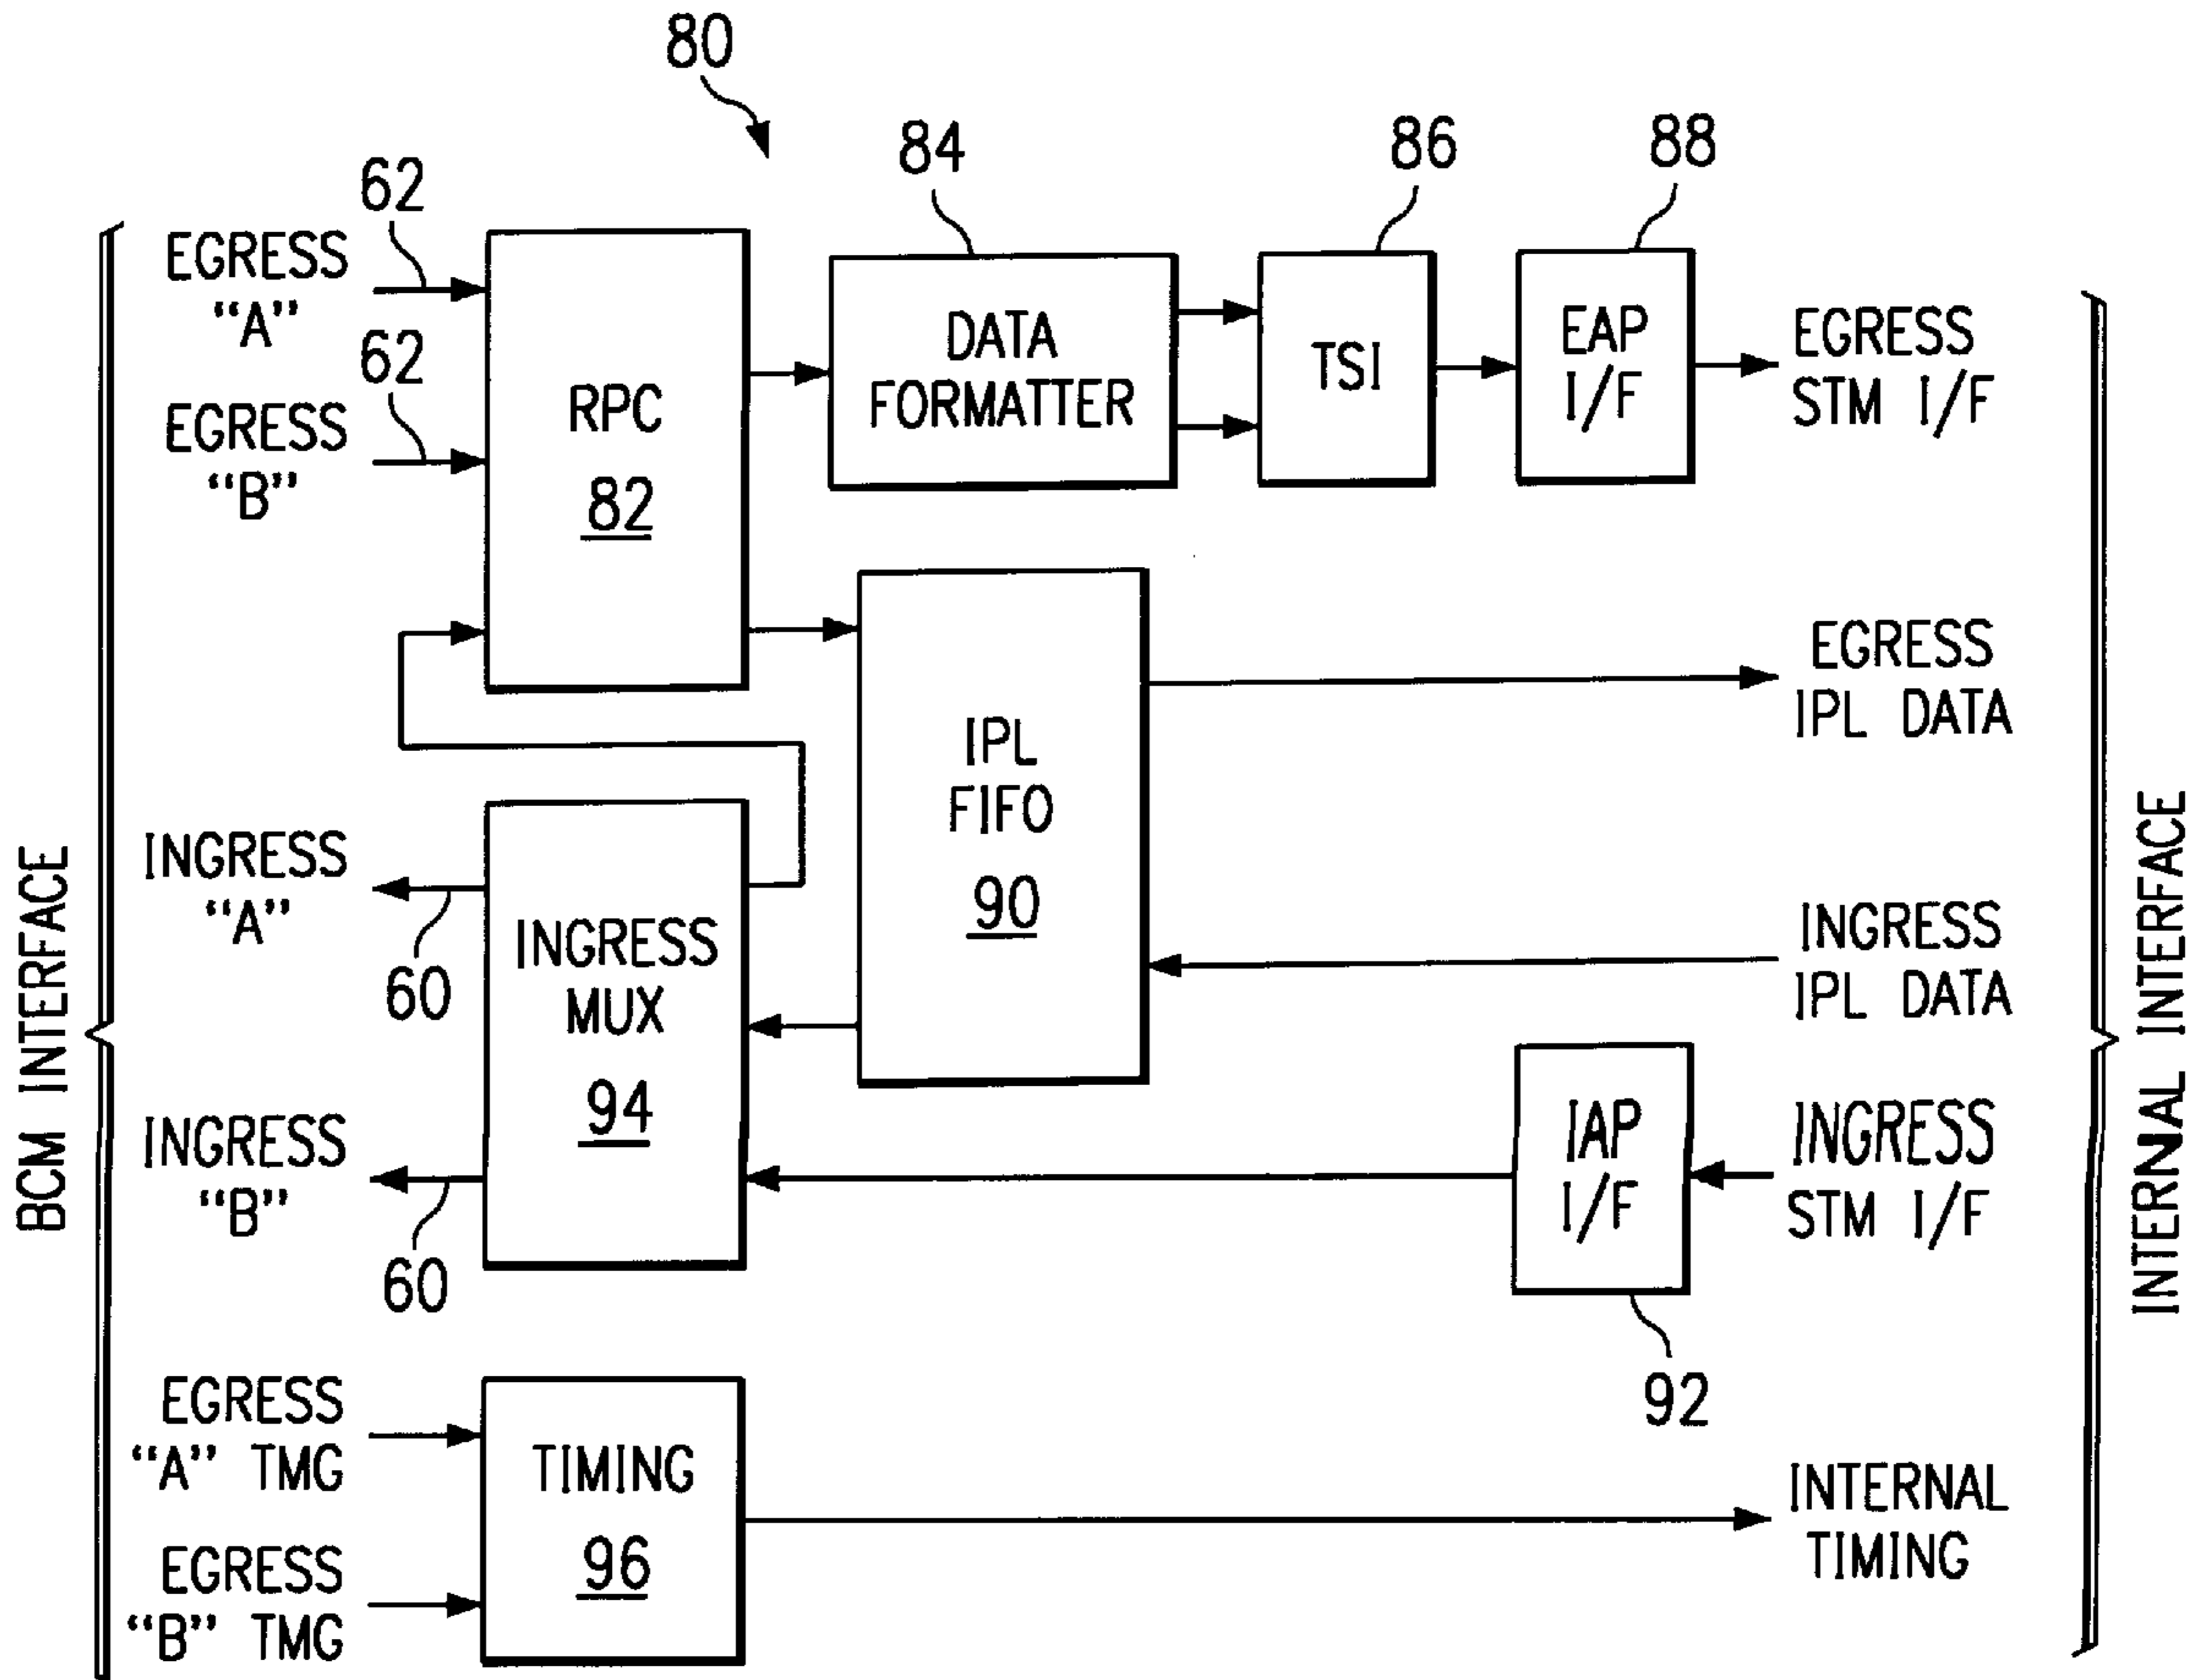 80
62
EGRESS
“A”
62
EGRESS
“B”
RPC
82
84
DATA
FORMATTER
86
TSI
88
EAP
I/F
EGRESS
STM I/F
IPL
FIFO
90
EGRESS
IPL DATA
INGRESS
IPL DATA
INGRESS
“A”
60
INGRESS
MUX
94
INGRESS
“B”
60
IAP
I/F
92
INGRESS
STM I/F
EGRESS
“A” TMG
EGRESS
“B” TMG
TIMING
96
INTERNAL
TIMING
BCM INTERFACE
INTERNAL INTERFACE